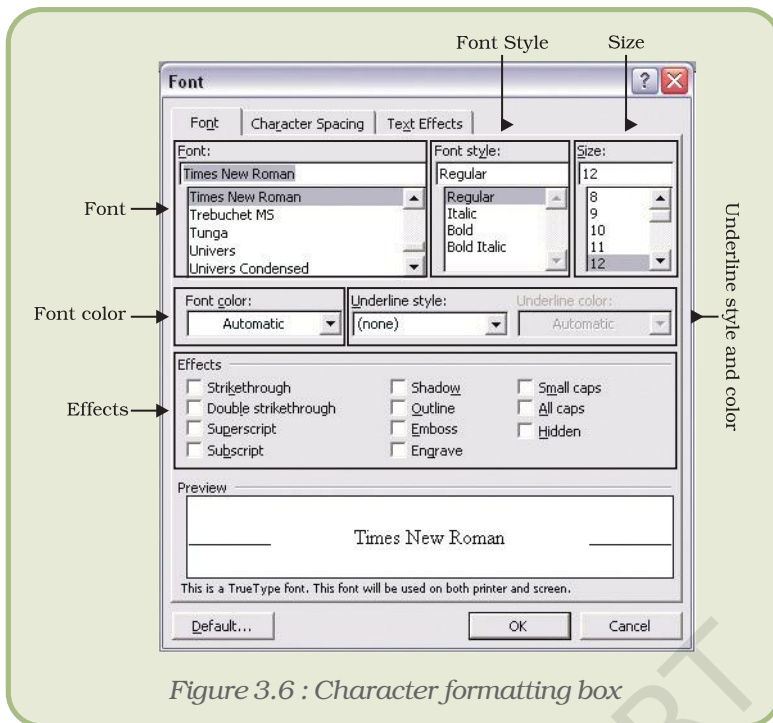 Font Style Size
Font
Font Character Spacing Text Effects
Font: Font style: Size:
Times New Roman Regular 12
Times New Roman Regular 8
Trebuchet MS Italic 9
Tunga Bold 10
Univers Bold Italic 11
Univers Condensed 12
Font
Font color: Underline style: Underline color:
Automatic (none) Automatic
Font color
Underline style and color
Effects
Strikethrough Shadow Small caps
Double strikethrough Outline All caps
Superscript Emboss Hidden
Subscript Engrave
Effects
Preview
Times New Roman
This is a TrueType font. This font will be used on both printer and screen.
Default... OK Cancel
Figure 3.6 : Character formatting box